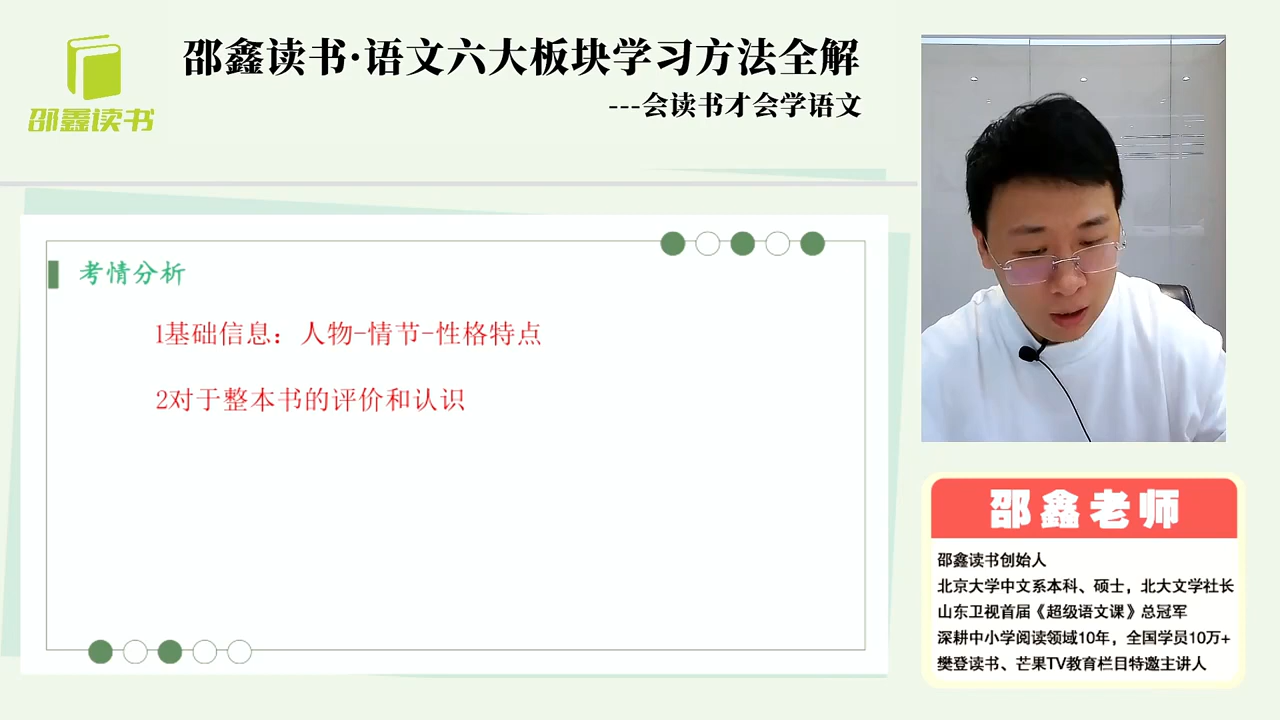 邵鑫读书·语文六大板块学习方法全解
---会读书才会学语文
邵鑫读书
考情分析
1基础信息：人物-情节-性格特点
2对于整本书的评价和认识
邵鑫老师
邵鑫读书创始人
北京大学中文系本科、硕士，北大文学社长
山东卫视首届《超级语文课》总冠军
深耕中小学阅读领域10年，全国学员10万+
樊登读书、芒果TV教育栏目特邀主讲人